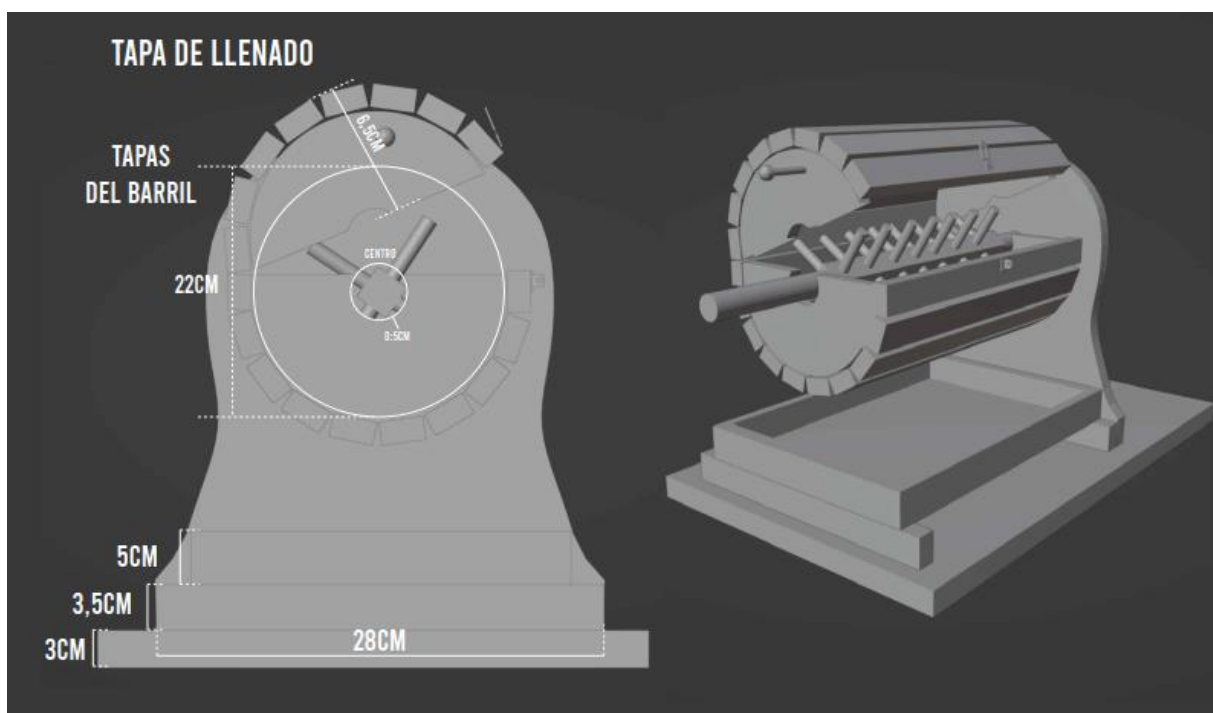 TAPA DE LLENADO
6,5CM
TAPAS
DEL BARRIL
CENTRO
22CM
D:5CM
5CM
3,5CM
28CM
3CM